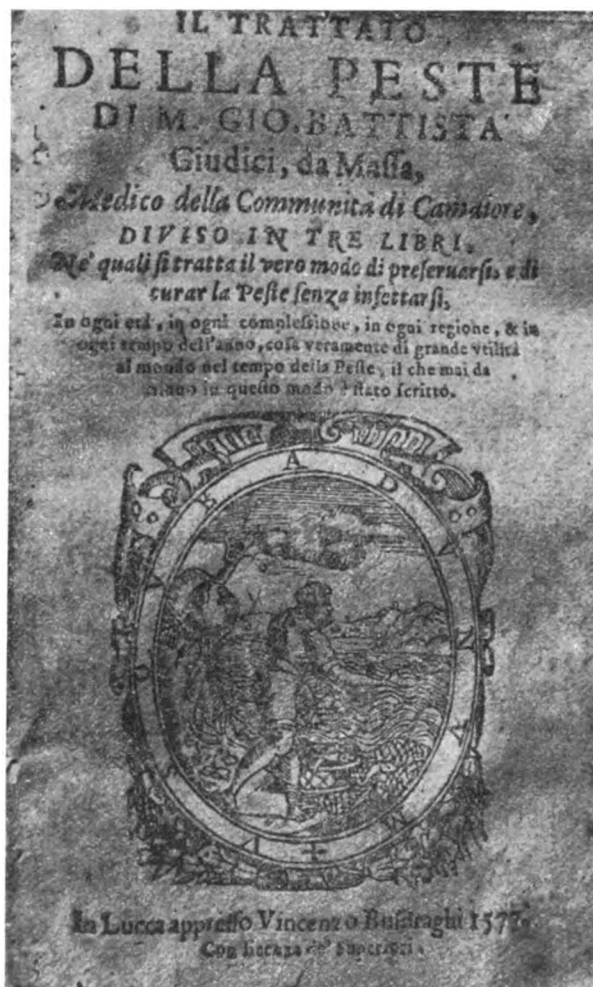 IL TRATTATO
DELLA PESTE
DI M. GIO. BATTISTA
Giudici, da Maſſa,
Medico della Communità di Camaiore,
DIVISO IN TRE LIBRI.
Ne' quali ſi tratta il vero modo di preſeruarſi, e di
curar la Peſte ſenza infettarſi,
In ogni età, in ogni compleſſione, in ogni regione, & in
ogni tempo dell'anno, coſa veramente di grande vtilità
al mondo nel tempo della Peſte, il che mai da
niuno in queſto modo è ſtato ſcritto.
In Lucca appreſſo Vincenzo Buſdraghi 1577.
Con licenza de' Superiori.